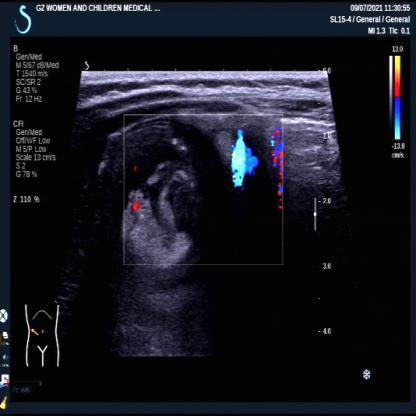 GZ WOMEN AND CHILDREN MEDICAL ...
09/07/2021 11:30:55
SL15-4 / General / General
MI 1.3 TIc 0.1
B
Gen/Med
M 5/67 dB/Med
T 1540 m/s
SC/SR 2
G 43 %
Fr. 12 Hz
CFI
Gen/Med
Off/WF Low
M 5/P. Low
Scale 13 cm/s
S 2
G 78 %
Z 110 %
13.0
-13.0
cm/s
0.0
1.0
2.0
3.0
4.0